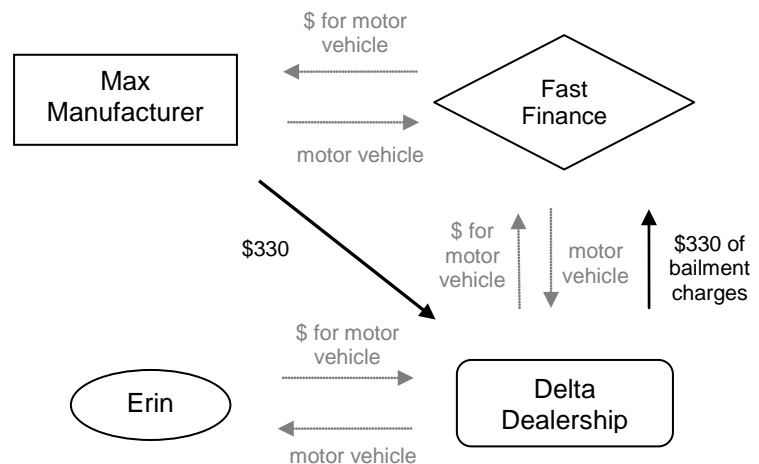 $ for motor
vehicle
Max
Manufacturer
Fast
Finance
motor vehicle
$330
$ for
motor
vehicle
motor
vehicle
$330 of
bailment
charges
$ for motor
vehicle
Erin
Delta
Dealership
motor vehicle